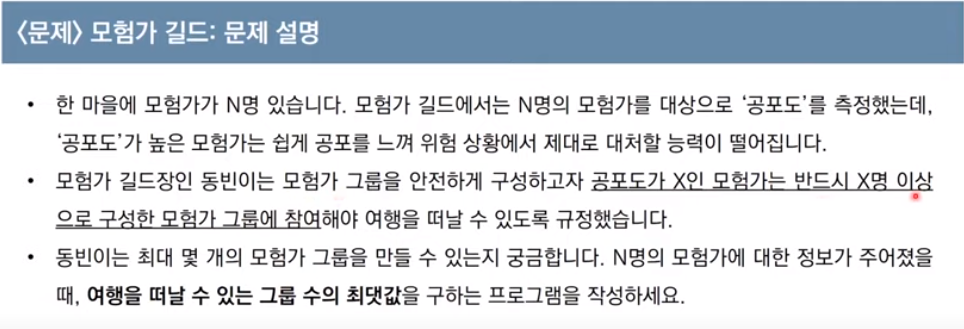 <문제> 모험가 길드: 문제 설명
• 한 마을에 모험가가 N명 있습니다. 모험가 길드에서는 N명의 모험가를 대상으로 '공포도'를 측정했는데,
'공포도'가 높은 모험가는 쉽게 공포를 느껴 위험 상황에서 제대로 대처할 능력이 떨어집니다.
• 모험가 길드장인 동빈이는 모험가 그룹을 안전하게 구성하고자 공포도가 X인 모험가는 반드시 X명 이상
으로 구성한 모험가 그룹에 참여해야 여행을 떠날 수 있도록 규정했습니다.
• 동빈이는 최대 몇 개의 모험가 그룹을 만들 수 있는지 궁금합니다. N명의 모험가에 대한 정보가 주어졌을
때, 여행을 떠날 수 있는 그룹 수의 최댓값을 구하는 프로그램을 작성하세요.